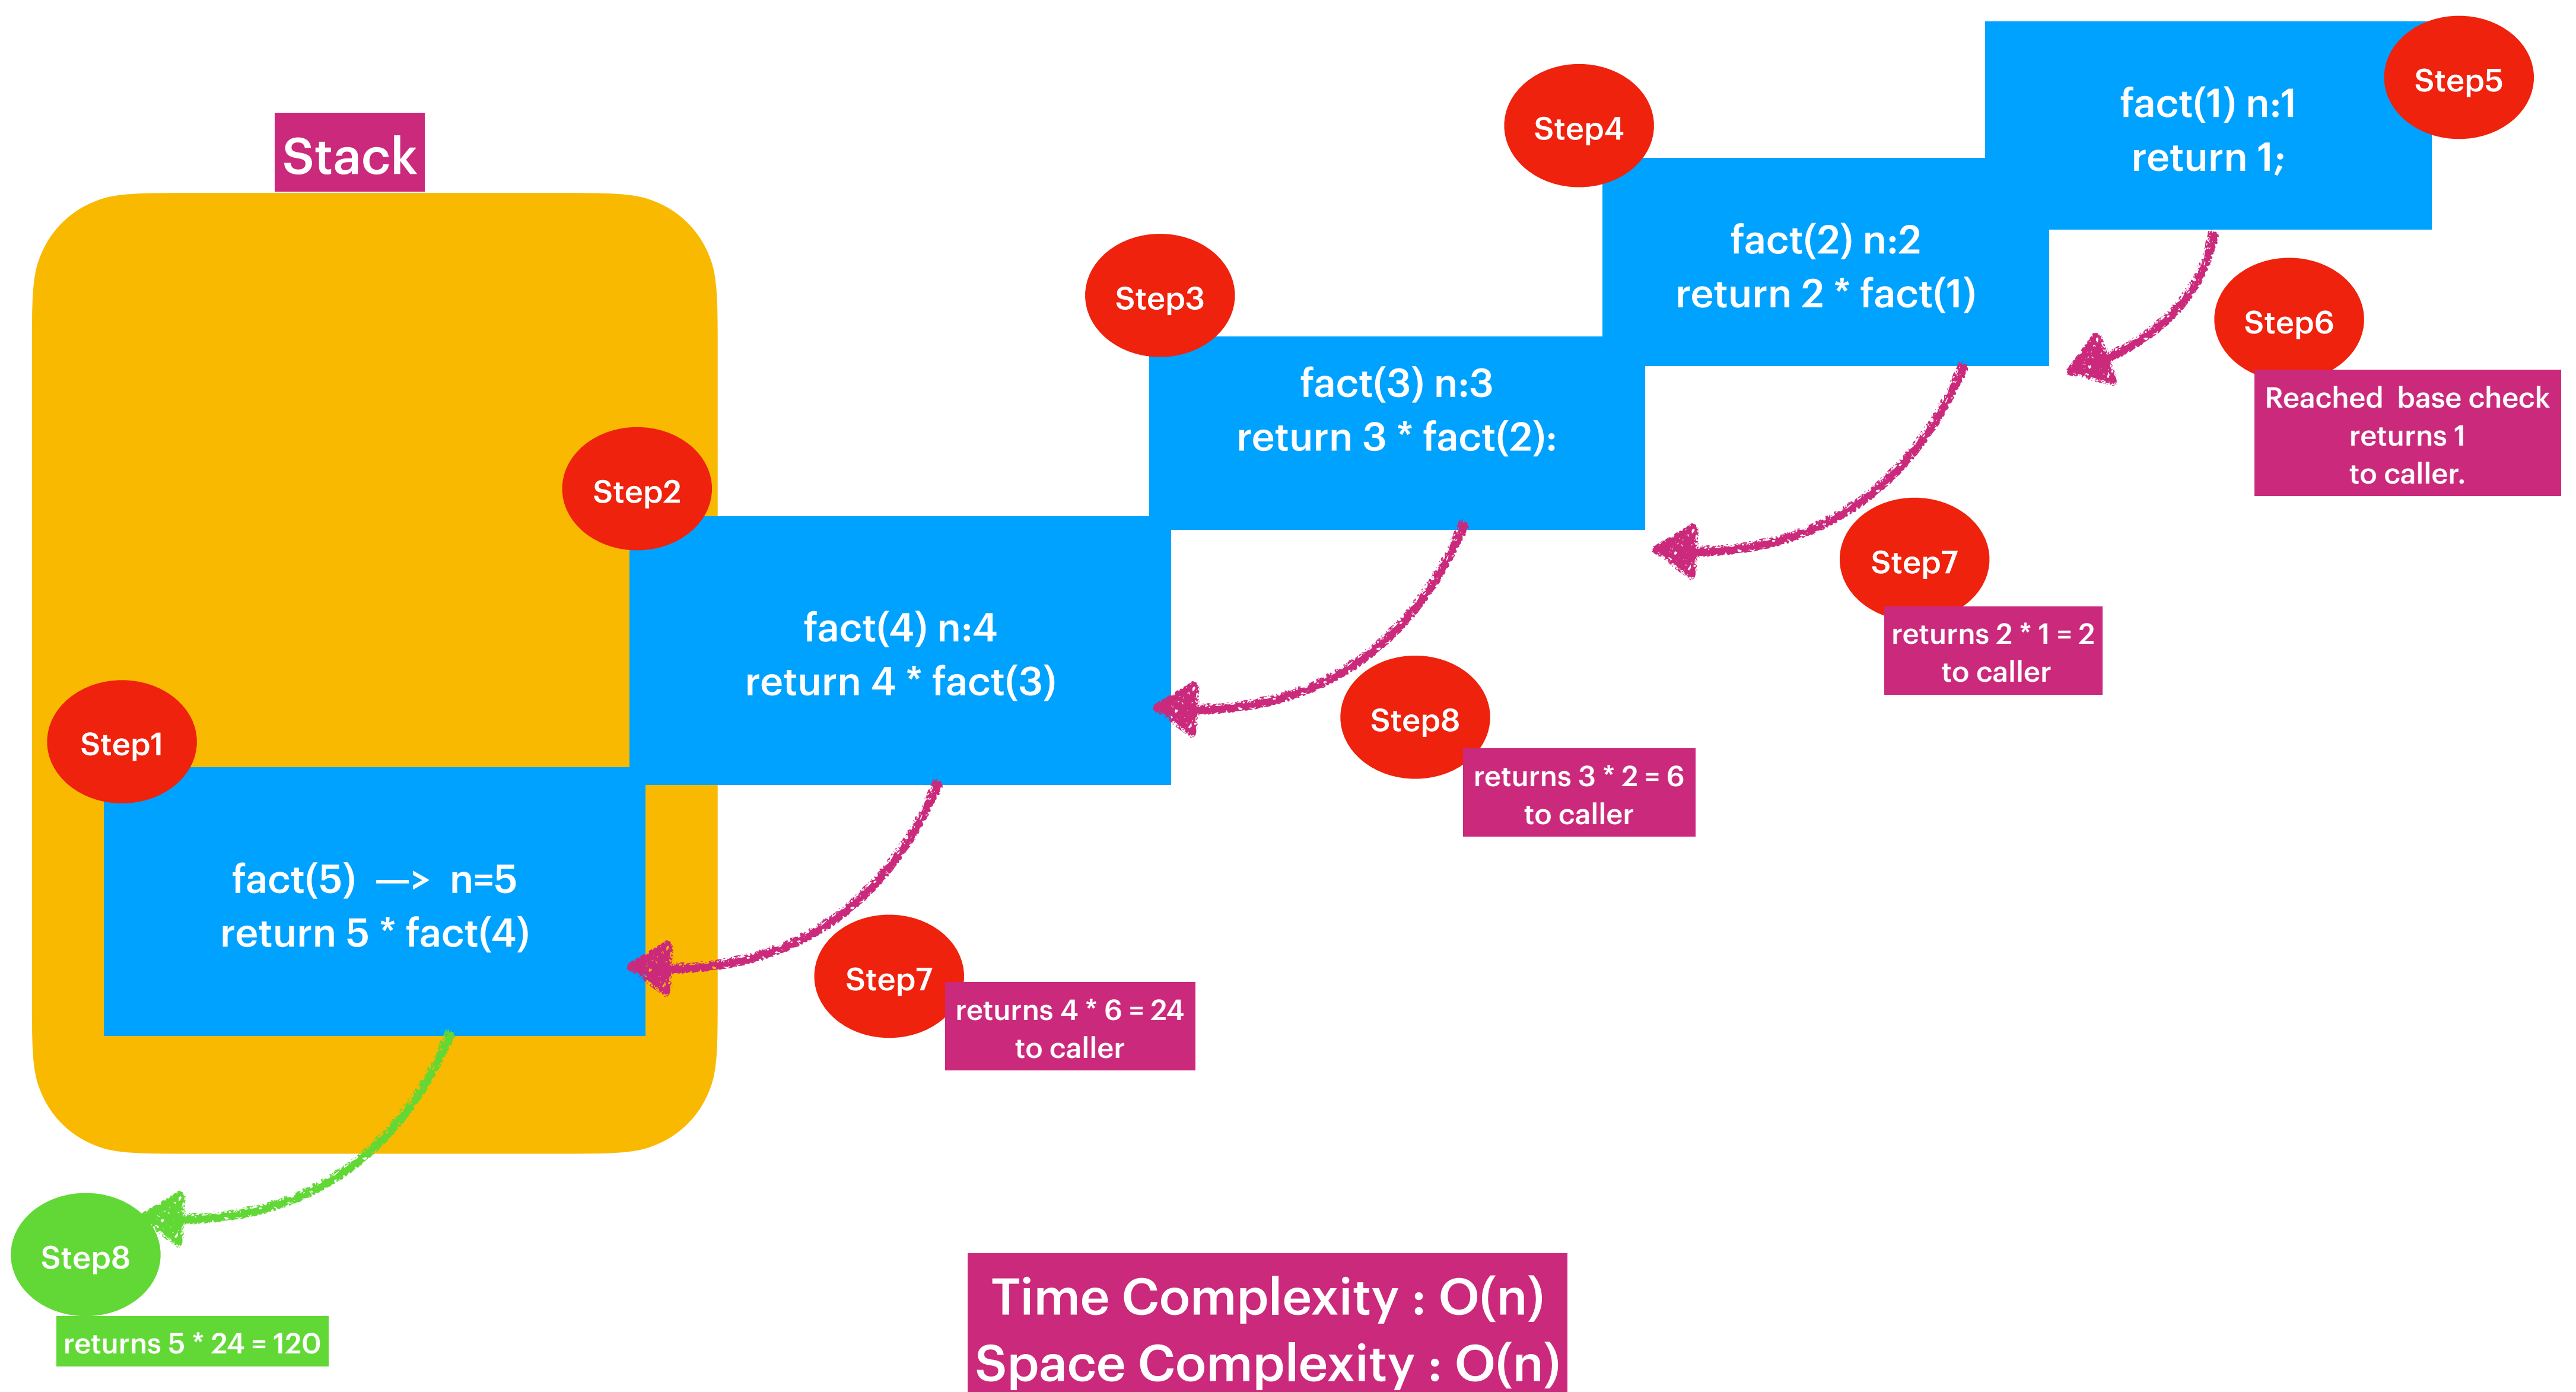 Stack
Step1
fact(5) —> n=5
return 5 * fact(4)
Step2
fact(4) n:4
return 4 * fact(3)
Step3
fact(3) n:3
return 3 * fact(2):
Step4
fact(2) n:2
return 2 * fact(1)
Step5
fact(1) n:1
return 1;
Step6
Reached  base check
returns 1
to caller.
Step7
returns 2 * 1 = 2
to caller
Step8
returns 3 * 2 = 6
to caller
Step7
returns 4 * 6 = 24
to caller
Step8
returns 5 * 24 = 120
Time Complexity : O(n)
Space Complexity : O(n)